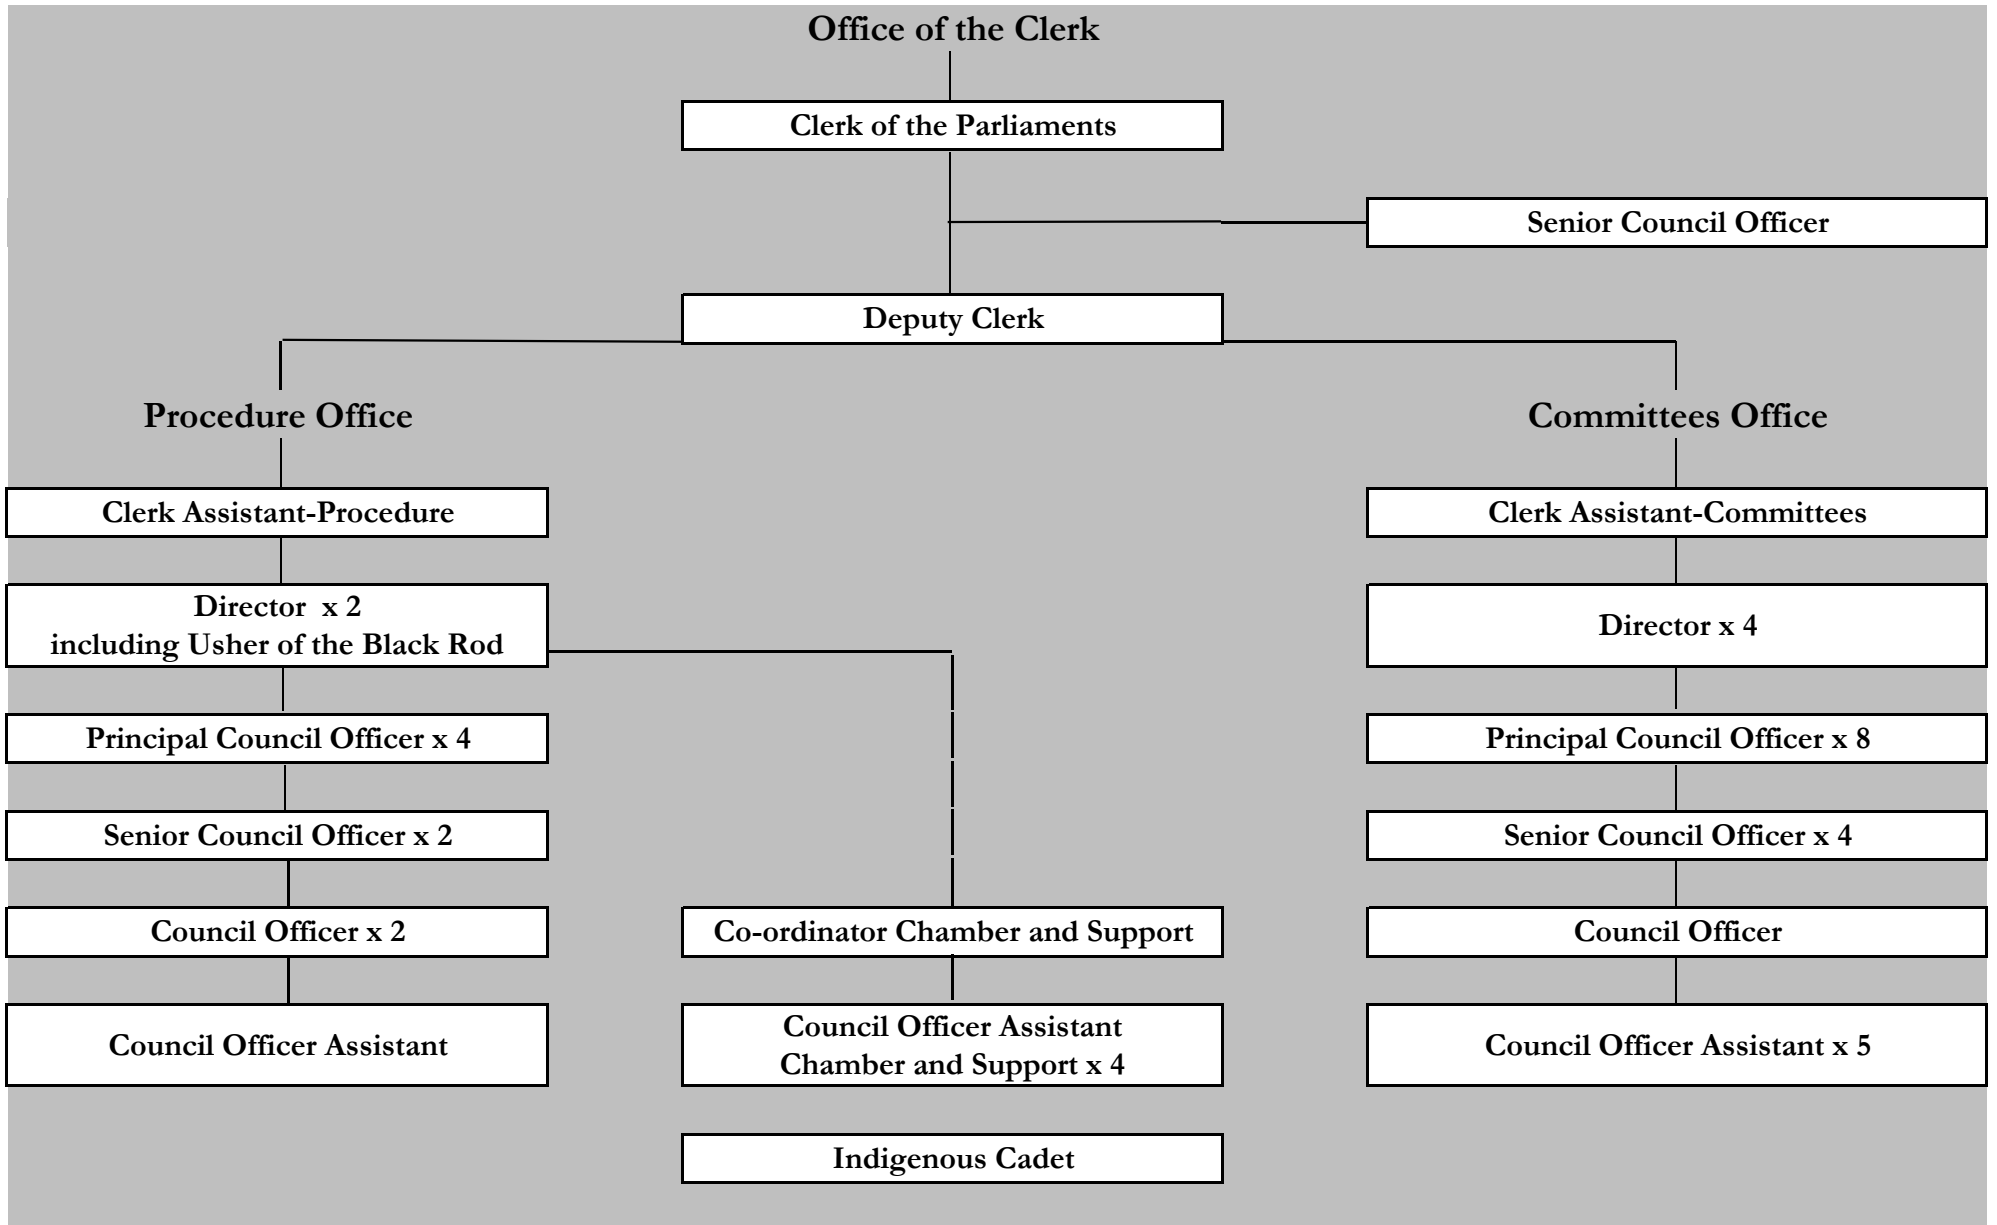 Office of the Clerk
Clerk of the Parliaments
Senior Council Officer
Deputy Clerk
Procedure Office
Committees Office
Clerk Assistant-Procedure
Clerk Assistant-Committees
Director x 2
including Usher of the Black Rod
Director x 4
Principal Council Officer x 4
Principal Council Officer x 8
Senior Council Officer x 2
Senior Council Officer x 4
Council Officer x 2
Co-ordinator Chamber and Support
Council Officer
Council Officer Assistant
Council Officer Assistant
Chamber and Support x 4
Council Officer Assistant x 5
Indigenous Cadet